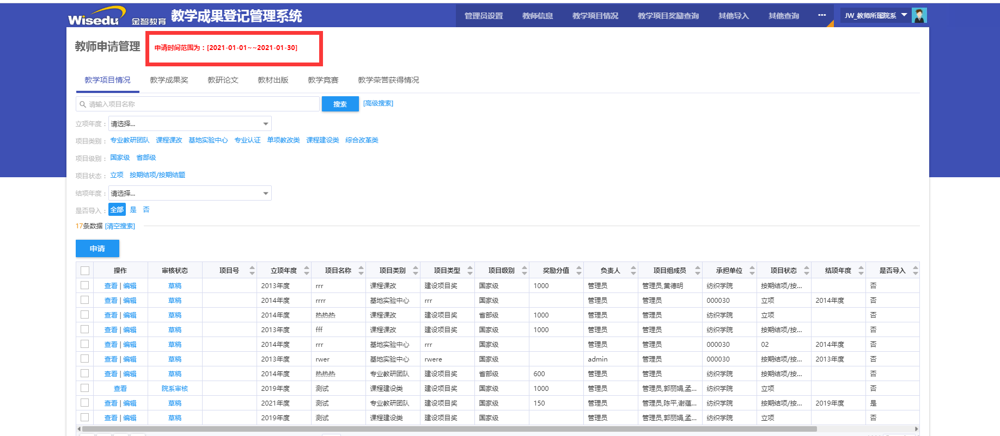 Wisedu 金智教育 教学成果登记管理系统 管理员设置 教师信息 教学项目情况 教学项目奖励查询 其他导入 其他查询 ··· JW_教师所属院系
教师申请管理 申请时间范围为：[2021-01-01~~2021-01-30]
教学项目情况 教学成果奖 教研论文 教材出版 教学竞赛 教学荣誉获得情况
请输入项目名称 搜索 [高级搜索]
立项年度： 请选择...
项目类别： 专业教研团队 课程课改 基地实验中心 专业认证 单项教改类 课程建设类 综合改革类
项目级别： 国家级 省部级
项目状态： 立项 按期结项/按期结题
结项年度： 请选择...
是否导入： 全部 是 否
17条数据 [清空搜索]
申请
操作 审核状态 项目号 立项年度 项目名称 项目类别 项目类型 项目级别 奖励分值 负责人 项目组成员 承担单位 项目状态 结项年度 是否导入
查看 | 编辑 草稿 2013年度 rrr 课程课改 建设项目奖 国家级 1000 管理员 管理员,黄德明 纺织学院 按期结项/按... 否
查看 | 编辑 草稿 2014年度 rrrr 基地实验中心 rrr 国家级 管理员 管理员 000030 立项 2014年度 否
查看 | 编辑 草稿 2014年度 热热热 课程课改 建设项目奖 省部级 1000 管理员 管理员 纺织学院 立项 否
查看 | 编辑 草稿 2013年度 fff 课程课改 建设项目奖 国家级 1000 管理员 管理员 纺织学院 按期结项/按... 否
查看 | 编辑 草稿 2014年度 rrr 基地实验中心 rrr 国家级 管理员 管理员 000030 02 2014年度 否
查看 | 编辑 草稿 2013年度 rwer 基地实验中心 rwere 国家级 admin 管理员 000030 按期结项/按... 2013年度 否
查看 | 编辑 草稿 2014年度 热热热 专业教研团队 建设项目奖 省部级 600 管理员 管理员 纺织学院 按期结项/按... 否
查看 院系审核 2019年度 测试 课程建设类 建设项目奖 国家级 1000 管理员 管理员,郭丽娟,孟... 纺织学院 立项 否
查看 | 编辑 草稿 2021年度 测试 专业教研团队 建设项目奖 国家级 150 管理员 管理员,陈平,谢蕴... 纺织学院 按期结项/按... 2019年度 是
查看 | 编辑 草稿 2019年度 测试 课程建设类 建设项目奖 国家级 管理员 管理员,郭丽娟,孟... 纺织学院 立项 否